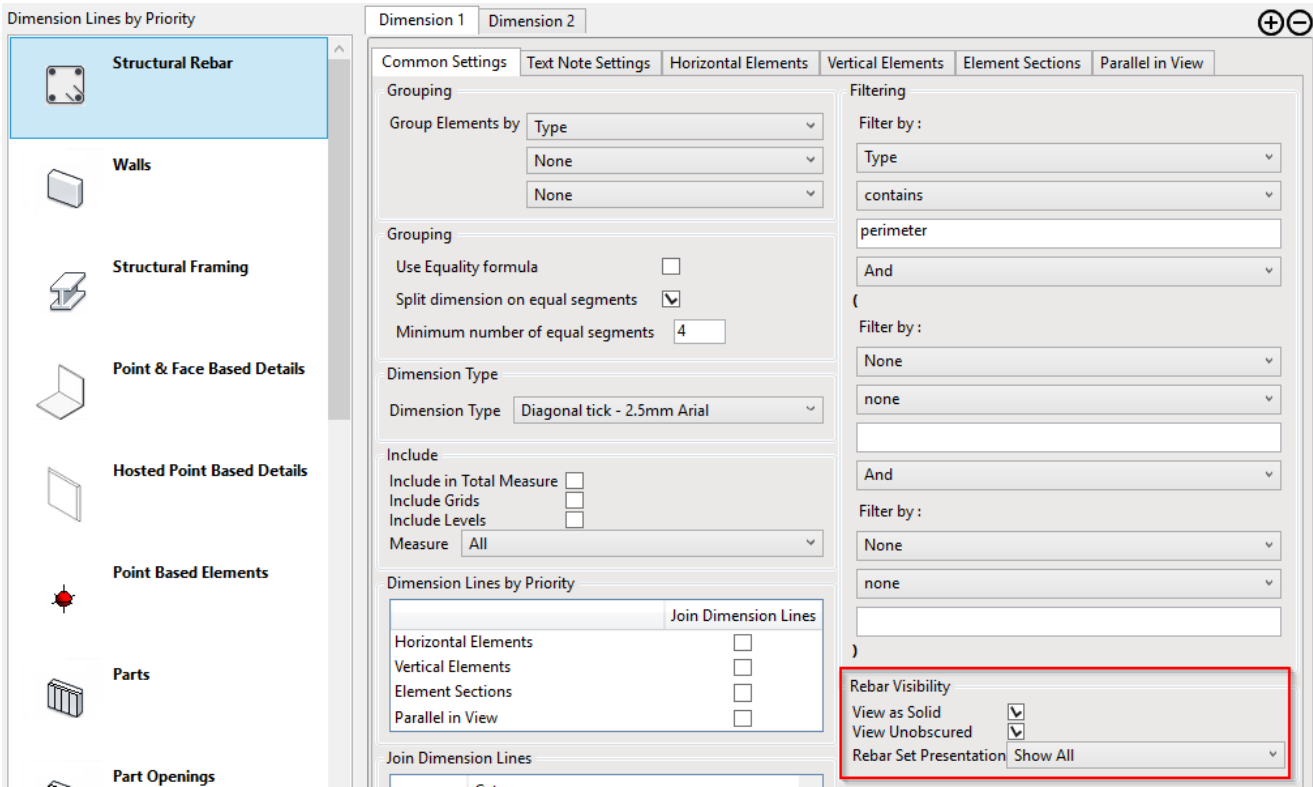 Dimension Lines by Priority
Structural Rebar
Walls
Structural Framing
Point & Face Based Details
Hosted Point Based Details
Point Based Elements
Parts
Part Openings
Dimension 1
Dimension 2
Common Settings
Text Note Settings
Horizontal Elements
Vertical Elements
Element Sections
Parallel in View
Grouping
Group Elements by Type
None
None
Grouping
Use Equality formula
Split dimension on equal segments
Minimum number of equal segments 4
Dimension Type
Dimension Type Diagonal tick - 2.5mm Arial
Include
Include in Total Measure
Include Grids
Include Levels
Measure All
Dimension Lines by Priority
Join Dimension Lines
Horizontal Elements
Vertical Elements
Element Sections
Parallel in View
Join Dimension Lines
Filtering
Filter by :
Type
contains
perimeter
And
(
Filter by :
None
none
And
Filter by :
None
none
)
Rebar Visibility
View as Solid
View Unobscured
Rebar Set Presentation Show All